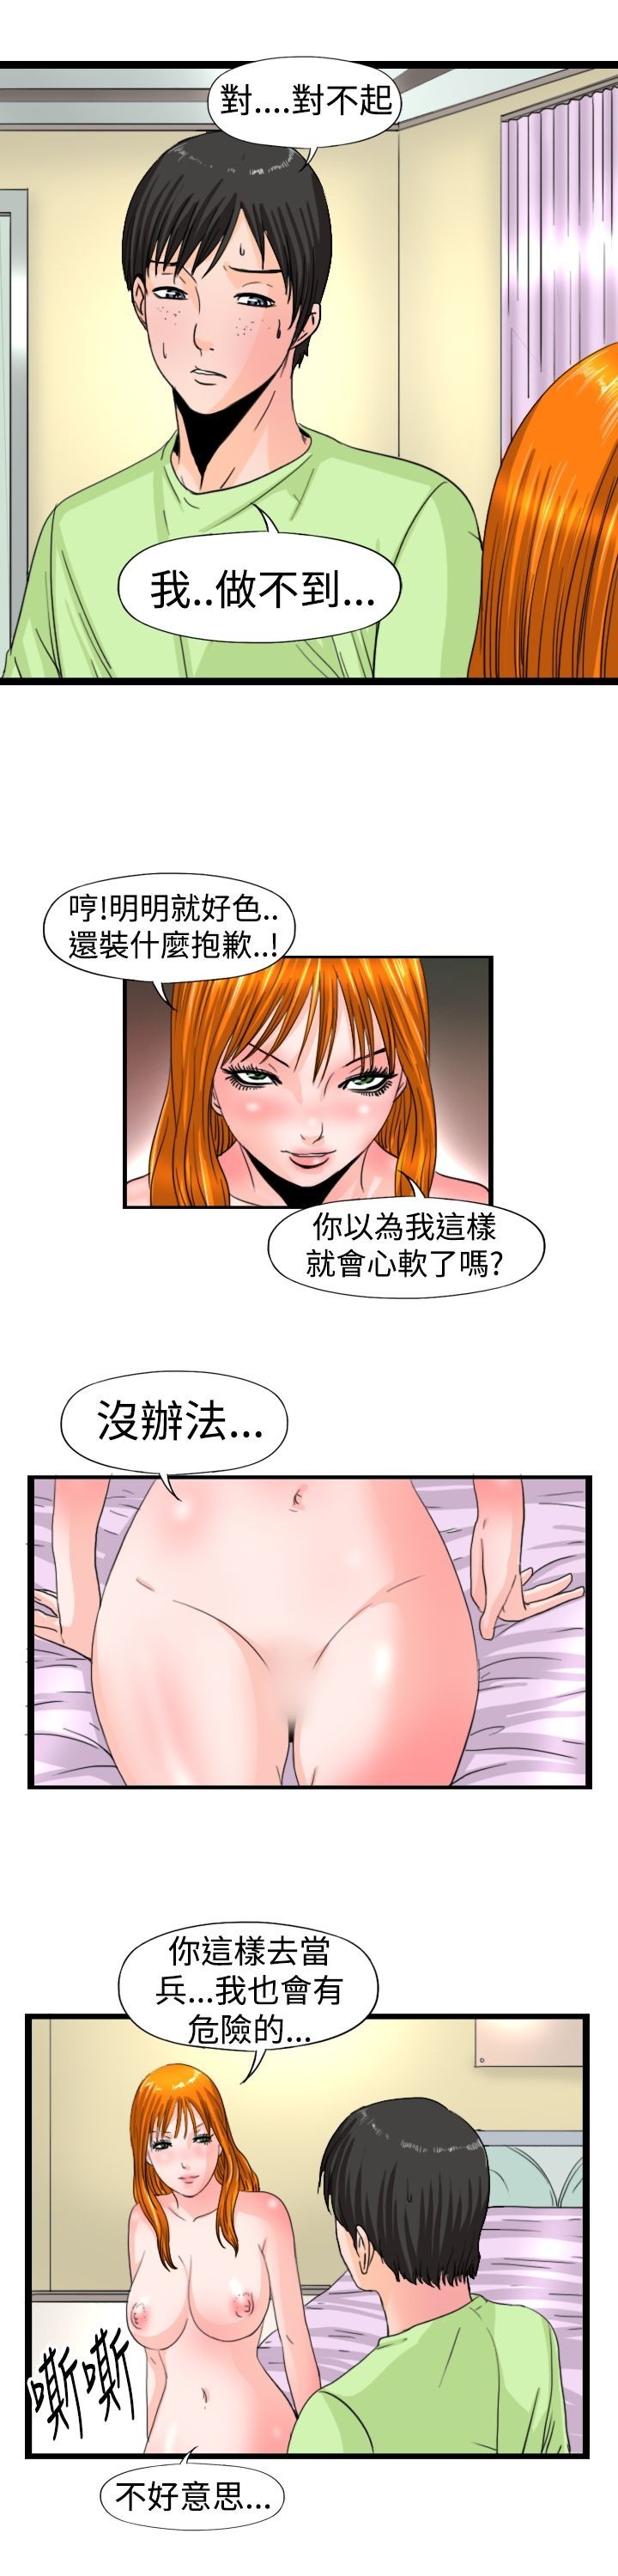 對....對不起
我..做不到...
哼!明明就好色..
還裝什麼抱歉..!
你以為我這樣
就會心軟了嗎?
沒辦法...
你這樣去當
兵...我也會有
危險的...
嘶嘶
不好意思...